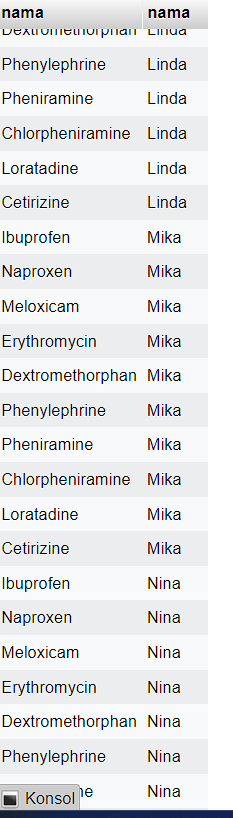 nama nama
Dextromethorphan Linda
Phenylephrine Linda
Pheniramine Linda
Chlorpheniramine Linda
Loratadine Linda
Cetirizine Linda
Ibuprofen Mika
Naproxen Mika
Meloxicam Mika
Erythromycin Mika
Dextromethorphan Mika
Phenylephrine Mika
Pheniramine Mika
Chlorpheniramine Mika
Loratadine Mika
Cetirizine Mika
Ibuprofen Nina
Naproxen Nina
Meloxicam Nina
Erythromycin Nina
Dextromethorphan Nina
Phenylephrine Nina
ne Nina
Konsol